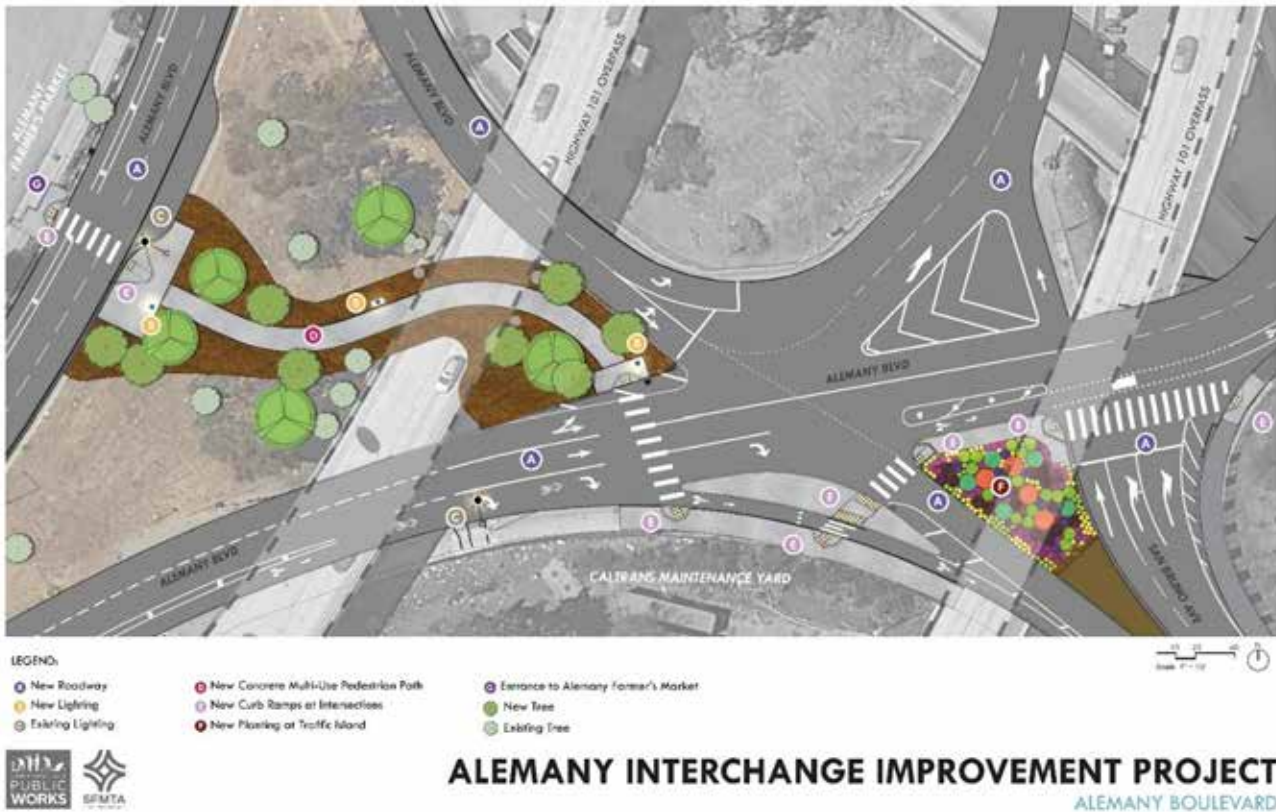 ALEMANY
FARMER'S MARKET
ALEMANY BLVD
ALEMANY BLVD
HIGHWAY 101 OVERPASS
HIGHWAY 101 OVERPASS
ALEMANY BLVD
ALEMANY BLVD
CALTRANS MAINTENANCE YARD
SAN BRUNO AVE
A
A
A
A
A
A
G
C
C
D
F
E
E
E
LEGEND:
A New Roadway
B New Lighting
C Existing Lighting
D New Concrete Multi-Use Pedestrian Path
E New Curb Ramps at Intersections
F New Planting at Traffic Island
G Entrance to Alemany Farmer's Market
New Tree
Existing Tree
PUBLIC
WORKS
SFMTA
ALEMANY INTERCHANGE IMPROVEMENT PROJECT
ALEMANY BOULEVARD